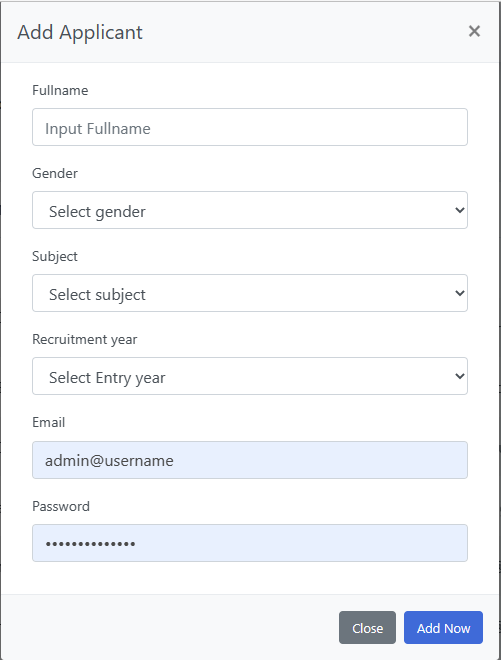 Add Applicant ×
Fullname
Input Fullname
Gender
Select gender
Subject
Select subject
Recruitment year
Select Entry year
Email
admin@username
Password
••••••••••••••
Close Add Now